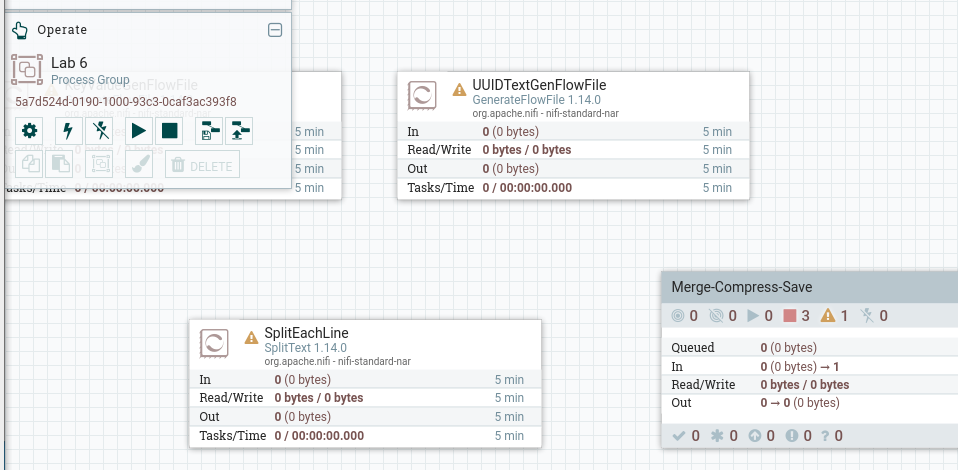 Operate
Lab 6
Process Group
KeyValueGenFlowFile
5a7d524d-0190-1000-93c3-0caf3ac393f8
DELETE
5 min
5 min
5 min
Tasks/Time 0 / 00:00:00.000 5 min
UUIDTextGenFlowFile
GenerateFlowFile 1.14.0
org.apache.nifi - nifi-standard-nar
In 0 (0 bytes) 5 min
Read/Write 0 bytes / 0 bytes 5 min
Out 0 (0 bytes) 5 min
Tasks/Time 0 / 00:00:00.000 5 min
SplitEachLine
SplitText 1.14.0
org.apache.nifi - nifi-standard-nar
In 0 (0 bytes) 5 min
Read/Write 0 bytes / 0 bytes 5 min
Out 0 (0 bytes) 5 min
Tasks/Time 0 / 00:00:00.000 5 min
Merge-Compress-Save
0 0 0 3 1 0
Queued 0 (0 bytes)
In 0 (0 bytes) → 1
Read/Write 0 bytes / 0 bytes
Out 0 → 0 (0 bytes)
0 0 0 0 ? 0